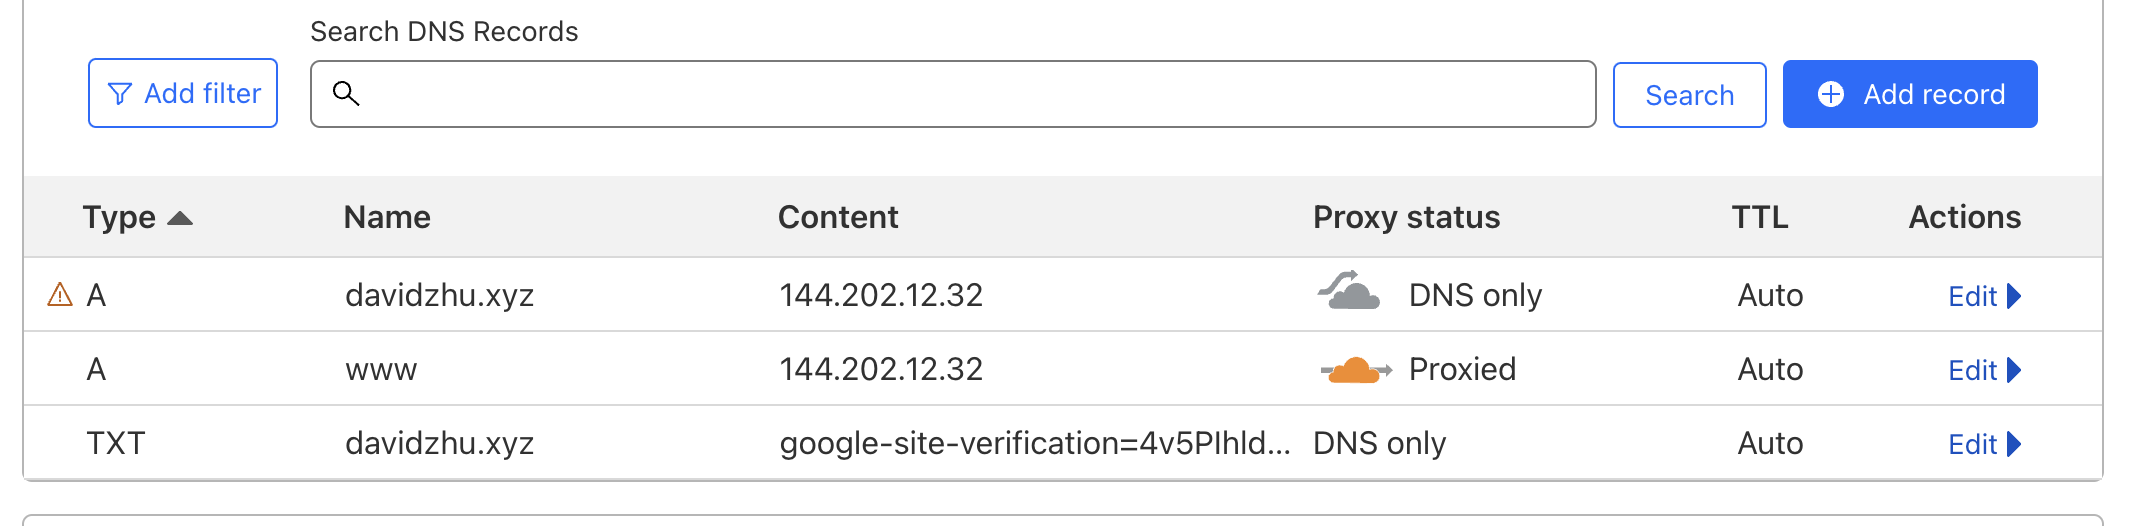 Search DNS Records
Add filter
Search
Add record
Type Name Content Proxy status TTL Actions
A davidzhu.xyz 144.202.12.32 DNS only Auto Edit
A www 144.202.12.32 Proxied Auto Edit
TXT davidzhu.xyz google-site-verification=4v5PIhld... DNS only Auto Edit